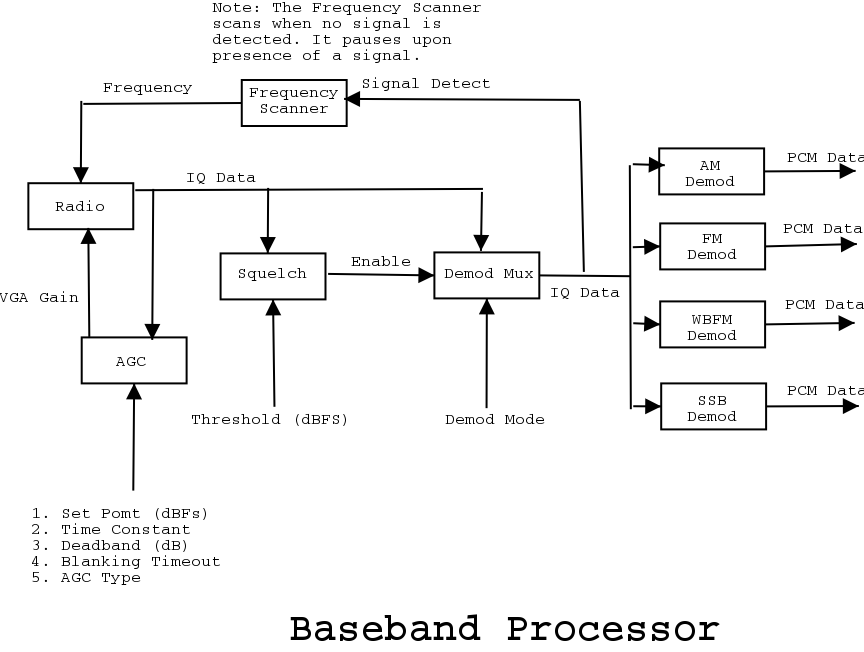 Note: The Frequency Scanner
scans when no signal is
detected. It pauses upon
presence of a signal.
Frequency
Signal Detect
Frequency
Scanner
IQ Data
Radio
AM
Demod
PCM Data
Squelch
Enable
Demod Mux
FM
Demod
PCM Data
VGA Gain
IQ Data
WBFM
Demod
PCM Data
AGC
SSB
Demod
PCM Data
Threshold (dBFS)
Demod Mode
1. Set Pomt (dBFs)
2. Time Constant
3. Deadband (dB)
4. Blanking Timeout
5. AGC Type
Baseband Processor